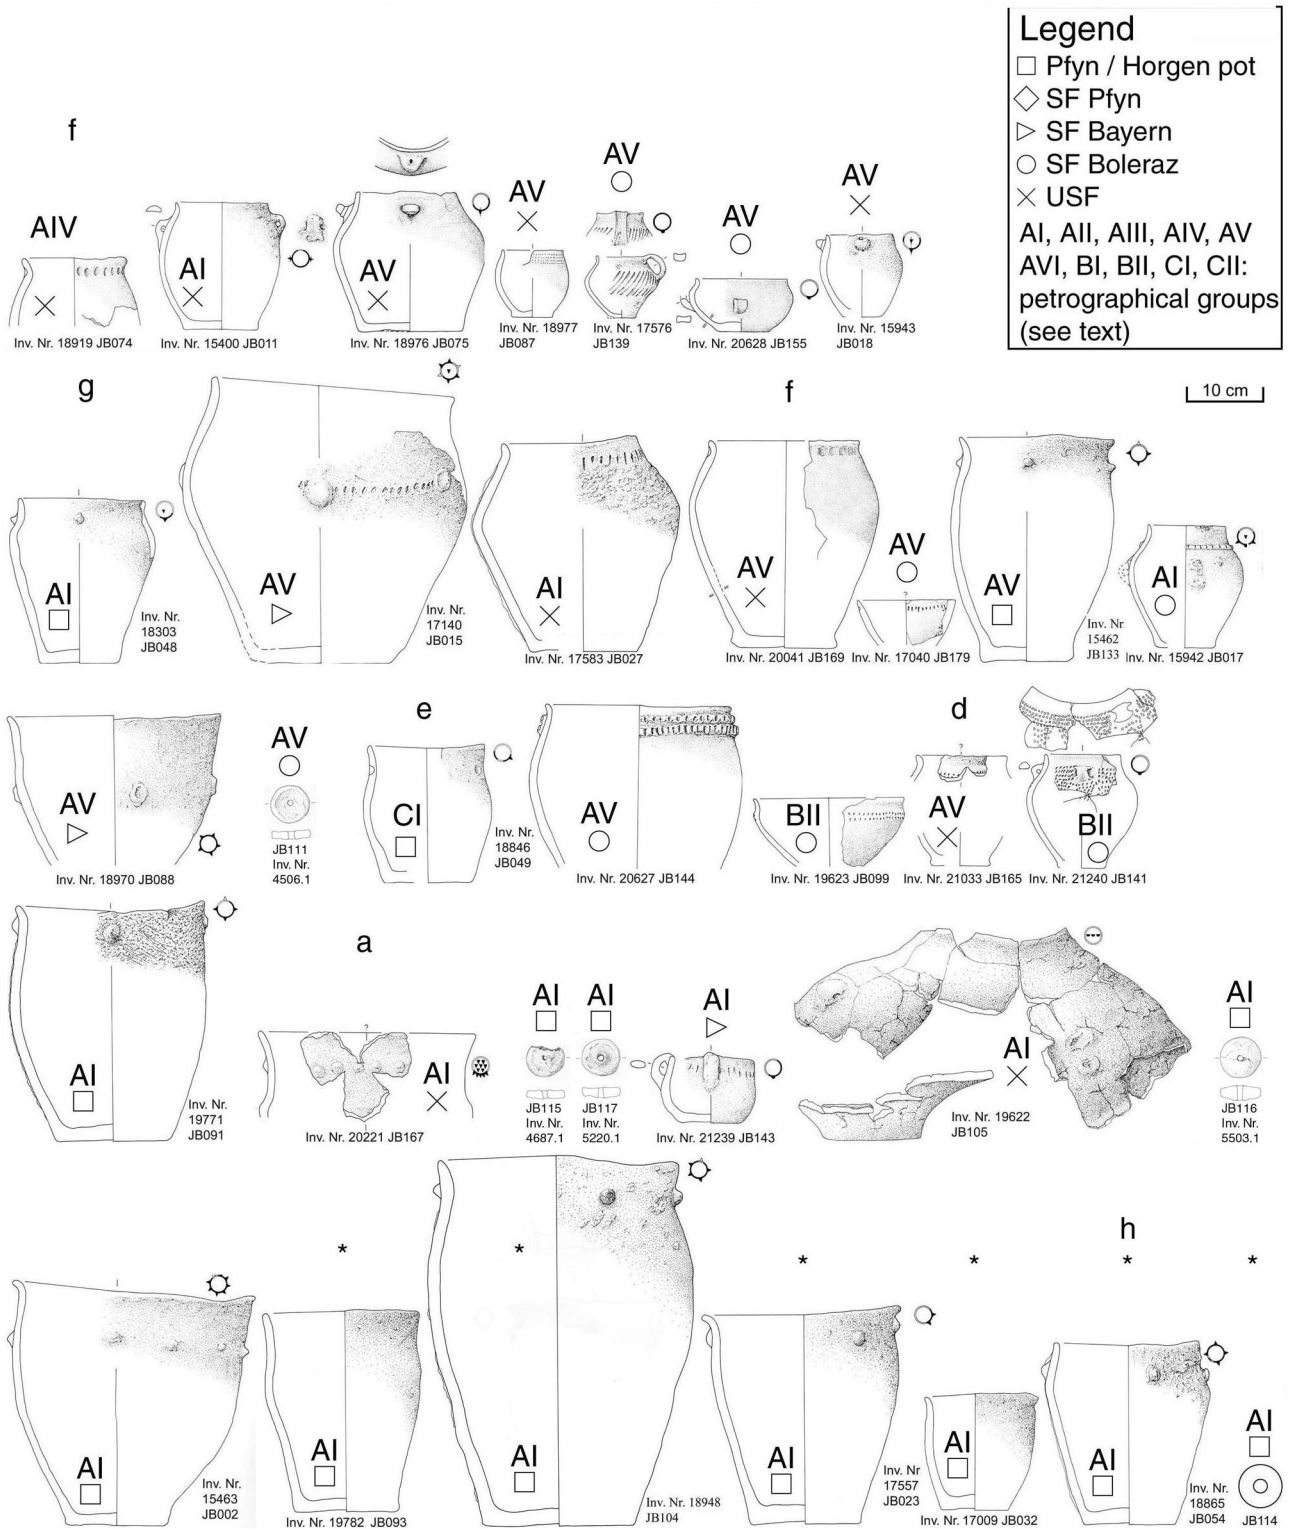 Legend
Pfyn / Horgen pot
SF Pfyn
SF Bayern
SF Boleraz
USF
AI, AII, AIII, AIV, AV
AVI, BI, BII, CI, CII:
petrographical groups
(see text)
10 cm
f
AIV
Inv. Nr. 18919 JB074
AI
Inv. Nr. 15400 JB011
AV
Inv. Nr. 18976 JB075
AV
Inv. Nr. 18977
JB087
AV
Inv. Nr. 17576
JB139
AV
Inv. Nr. 20628 JB155
AV
Inv. Nr. 15943
JB018
g
AI
Inv. Nr.
18303
JB048
AV
Inv. Nr.
17140
JB015
AI
Inv. Nr. 17583 JB027
f
AV
Inv. Nr. 20041 JB169
AV
?
Inv. Nr. 17040 JB179
AV
Inv. Nr
15462
JB133
AI
Inv. Nr. 15942 JB017
AV
Inv. Nr. 18970 JB088
AV
JB111
Inv. Nr.
4506.1
e
CI
Inv. Nr.
18846
JB049
AV
Inv. Nr. 20627 JB144
d
BII
Inv. Nr. 19623 JB099
?
AV
Inv. Nr. 21033 JB165
BII
Inv. Nr. 21240 JB141
AI
Inv. Nr.
19771
JB091
a
?
AI
Inv. Nr. 20221 JB167
AI
JB115
Inv. Nr.
4687.1
AI
JB117
Inv. Nr.
5220.1
AI
Inv. Nr. 21239 JB143
AI
Inv. Nr. 19622
JB105
AI
JB116
Inv. Nr.
5503.1
h
* * * * * *
AI
Inv. Nr.
15463
JB002
AI
Inv. Nr. 19782 JB093
AI
Inv. Nr. 18948
JB104
AI
Inv. Nr
17557
JB023
AI
Inv. Nr. 17009 JB032
AI
Inv. Nr.
18865
JB054
AI
JB114